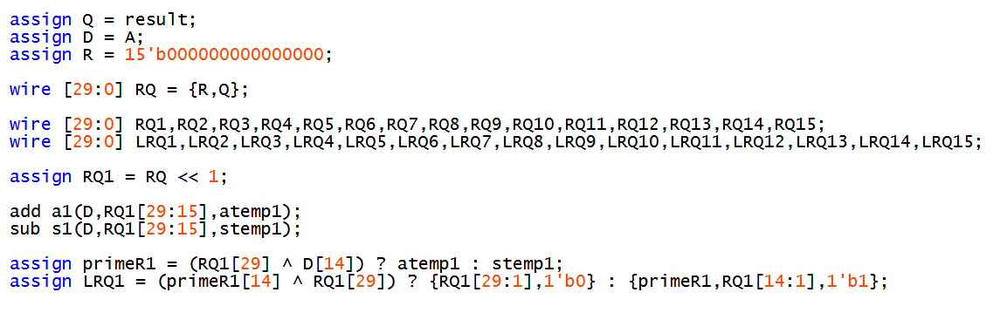 assign Q = result;
assign D = A;
assign R = 15'b000000000000000;
wire [29:0] RQ = {R,Q};
wire [29:0] RQ1,RQ2,RQ3,RQ4,RQ5,RQ6,RQ7,RQ8,RQ9,RQ10,RQ11,RQ12,RQ13,RQ14,RQ15;
wire [29:0] LRQ1,LRQ2,LRQ3,LRQ4,LRQ5,LRQ6,LRQ7,LRQ8,LRQ9,LRQ10,LRQ11,LRQ12,LRQ13,LRQ14,LRQ15;
assign RQ1 = RQ << 1;
add a1(D,RQ1[29:15],atemp1);
sub s1(D,RQ1[29:15],stemp1);
assign primeR1 = (RQ1[29] ^ D[14]) ? atemp1 : stemp1;
assign LRQ1 = (primeR1[14] ^ RQ1[29]) ? {RQ1[29:1],1'b0} : {primeR1,RQ1[14:1],1'b1};